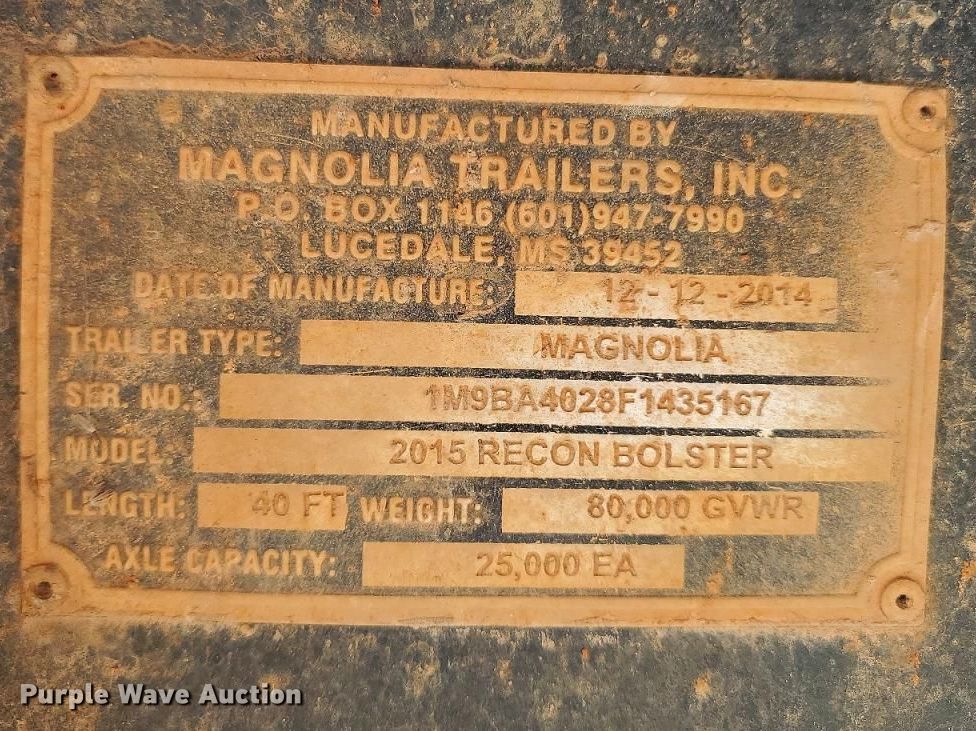 MANUFACTURED BY
MAGNOLIA TRAILERS, INC.
P.O. BOX 1146 (601)947-7990
LUCEDALE, MS 39452
DATE OF MANUFACTURE: 12 - 12 - 2014
TRAILER TYPE: MAGNOLIA
SER. NO.: 1M9BA4028F1435167
MODEL: 2015 RECON BOLSTER
LENGTH: 40 FT WEIGHT: 80,000 GVWR
AXLE CAPACITY: 25,000 EA
Purple Wave Auction